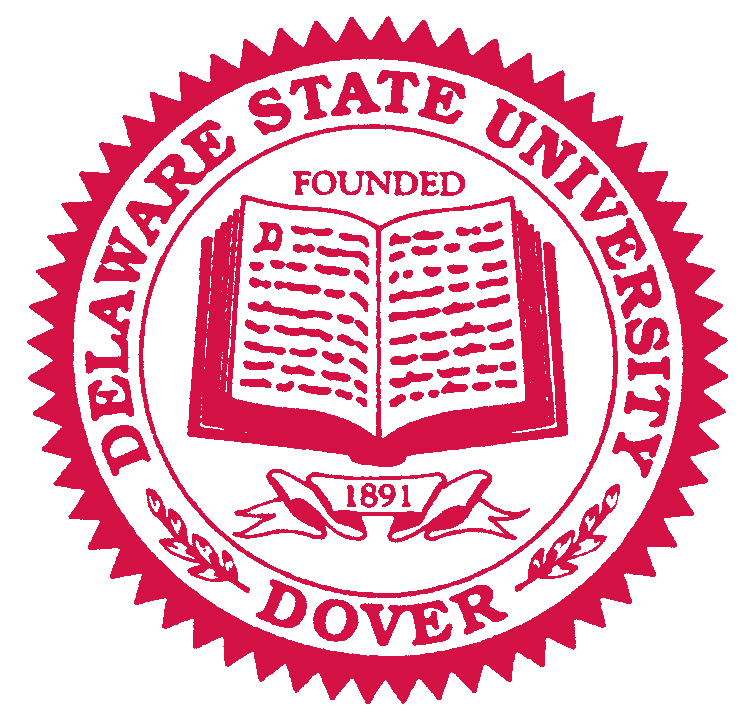 DELAWARE STATE UNIVERSITY
FOUNDED
D
1891
DOVER